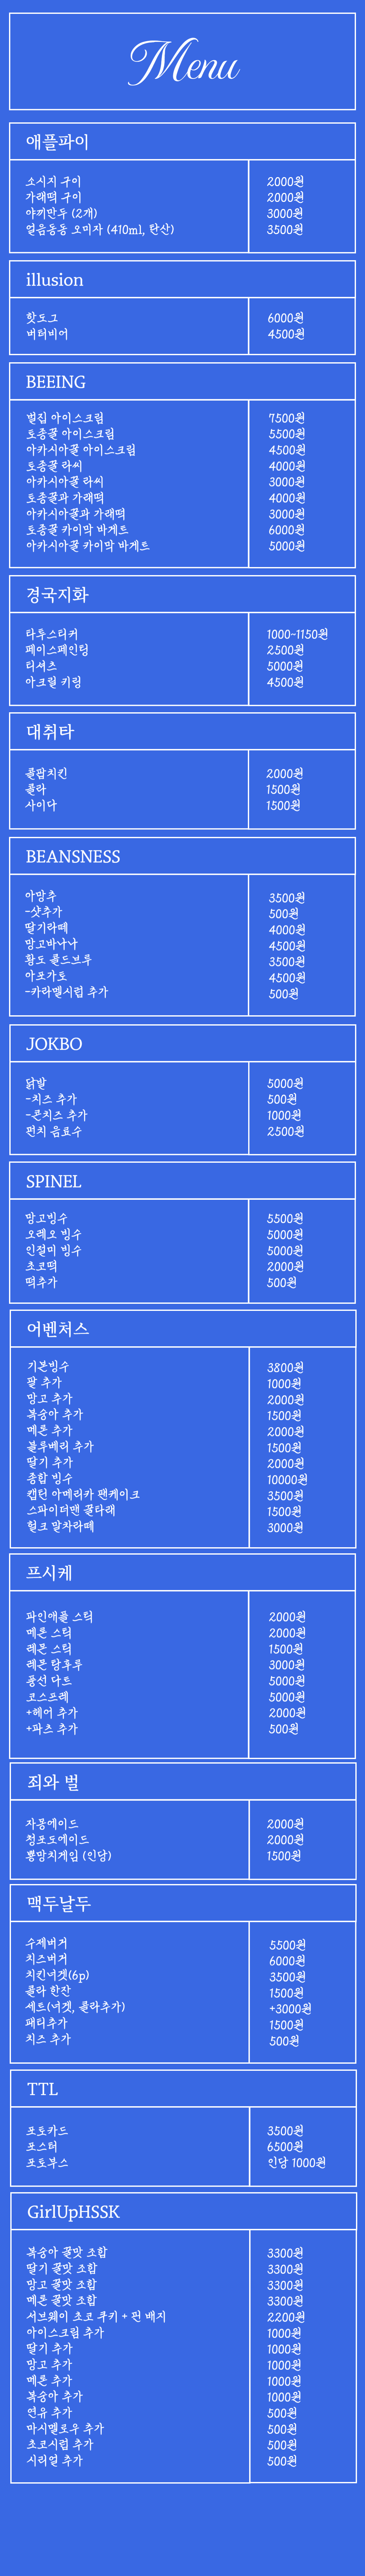 Menu
애플파이
소시지 구이 2000원
가래떡 구이 2000원
야끼만두 (2개) 3000원
얼음동동 오미자 (410ml, 탄산) 3500원
illusion
핫도그 6000원
버터비어 4500원
BEEING
벌집 아이스크림 7500원
토종꿀 아이스크림 5500원
아카시아꿀 아이스크림 4500원
토종꿀 라씨 4000원
아카시아꿀 라씨 3000원
토종꿀과 가래떡 4000원
아카시아꿀과 가래떡 3000원
토종꿀 카이막 바게트 6000원
아카시아꿀 카이막 바게트 5000원
경국지화
타투스티커 1000~1150원
페이스페인팅 2500원
티셔츠 5000원
아크릴 키링 4500원
대취타
콜팝치킨 2000원
콜라 1500원
사이다 1500원
BEANSNESS
아망추 3500원
-샷추가 500원
딸기라떼 4000원
망고바나나 4500원
황도 콜드브루 3500원
아포가토 4500원
-카라멜시럽 추가 500원
JOKBO
닭발 5000원
-치즈 추가 500원
-콘치즈 추가 1000원
펀치 음료수 2500원
SPINEL
망고빙수 5500원
오레오 빙수 5000원
인절미 빙수 5000원
초코떡 2000원
떡추가 500원
어벤처스
기본빙수 3800원
팥 추가 1000원
망고 추가 2000원
복숭아 추가 1500원
메론 추가 2000원
블루베리 추가 1500원
딸기 추가 2000원
종합 빙수 10000원
캡틴 아메리카 팬케이크 3500원
스파이더맨 꿀타래 1500원
헐크 말차라떼 3000원
프시케
파인애플 스틱 2000원
메론 스틱 2000원
레몬 스틱 1500원
레몬 탕후루 3000원
풍선 다트 5000원
코스프레 5000원
+헤어 추가 2000원
+파츠 추가 500원
죄와 벌
자몽에이드 2000원
청포도에이드 2000원
뿅망치게임 (인당) 1500원
맥두날두
수제버거 5500원
치즈버거 6000원
치킨너겟(6p) 3500원
콜라 한잔 1500원
세트(너겟, 콜라추가) +3000원
패티추가 1500원
치즈 추가 500원
TTL
포토카드 3500원
포스터 6500원
포토부스 인당 1000원
GirlUpHSSK
복숭아 꿀맛 조합 3300원
딸기 꿀맛 조합 3300원
망고 꿀맛 조합 3300원
메론 꿀맛 조합 3300원
서브웨이 초코 쿠키 + 핀 배지 2200원
아이스크림 추가 1000원
딸기 추가 1000원
망고 추가 1000원
메론 추가 1000원
복숭아 추가 1000원
연유 추가 500원
마시멜로우 추가 500원
초코시럽 추가 500원
시리얼 추가 500원